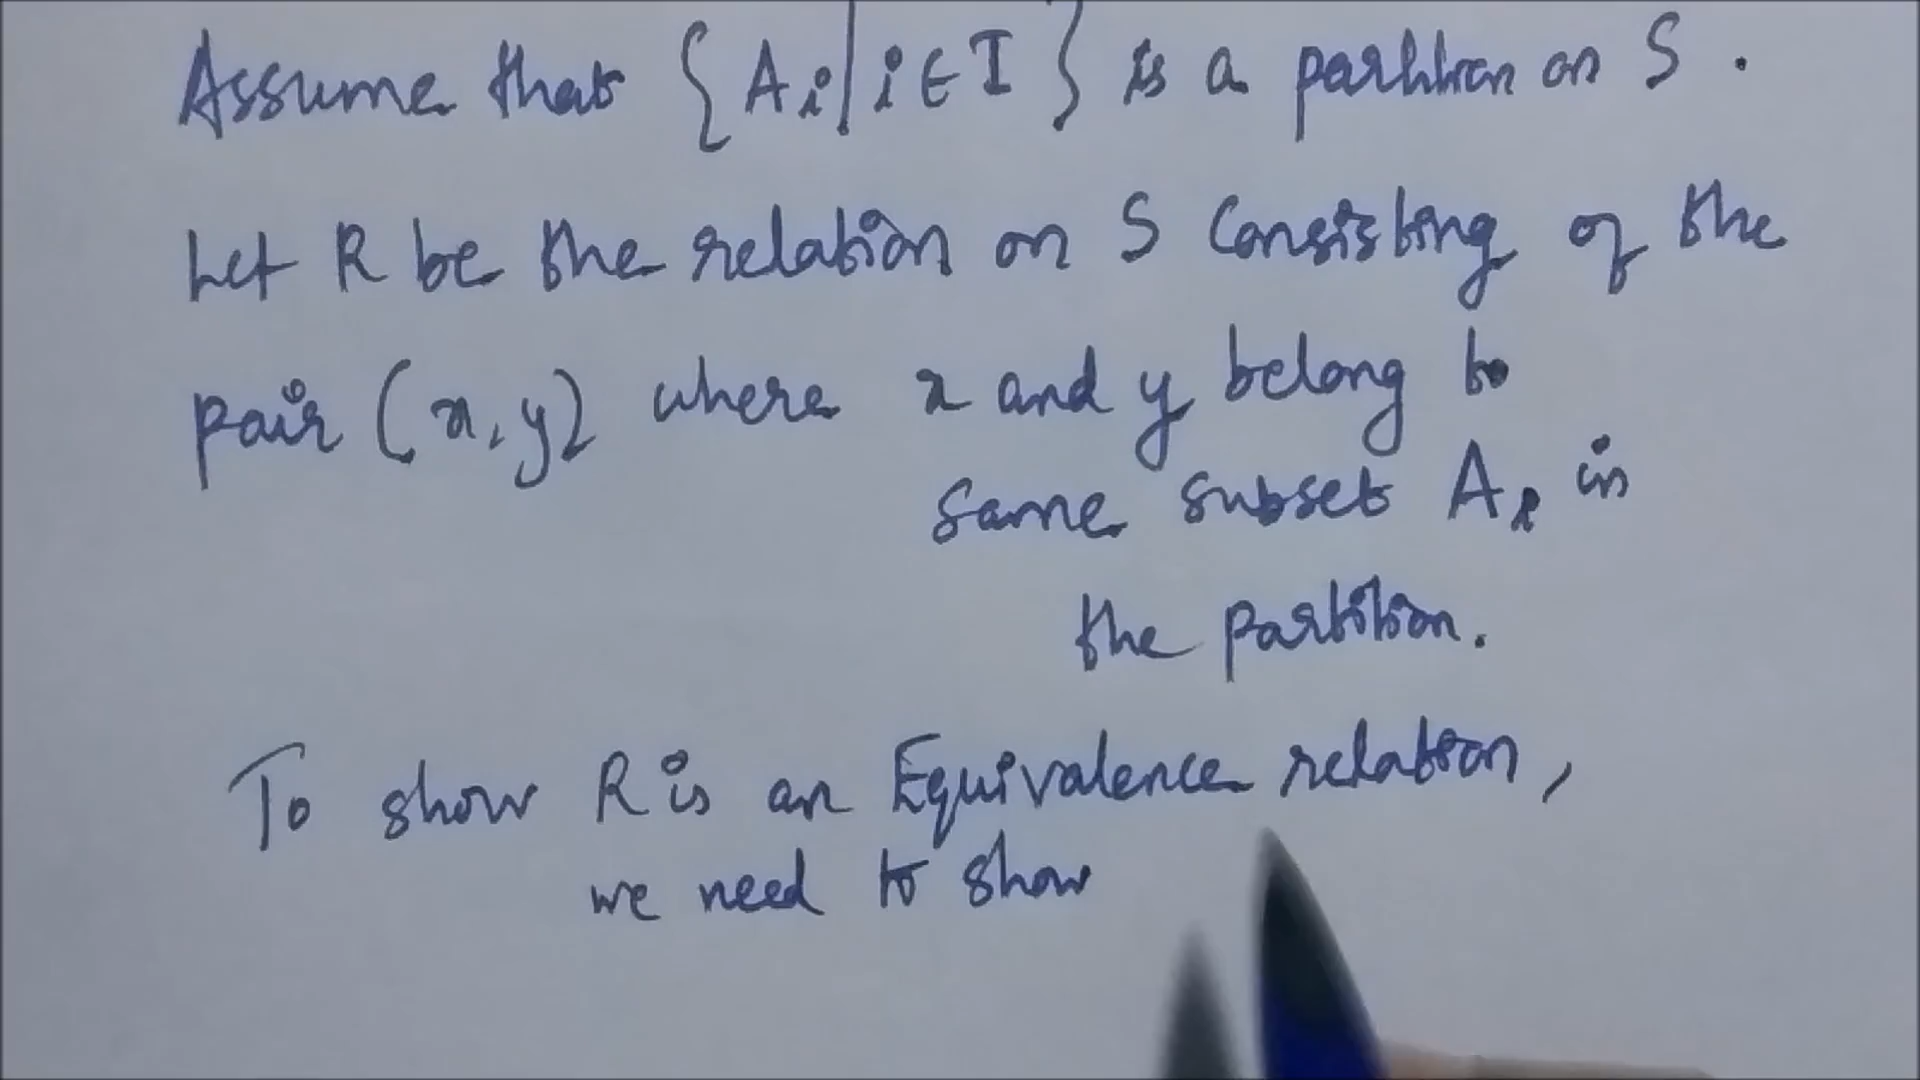 Assume that {Ai | i ∈ I} is a partition on S.
Let R be the relation on S Consisting of the
pair (x, y) where x and y belong to
same subset Ai in
the partition.
To show R is an Equivalence relation,
we need to show